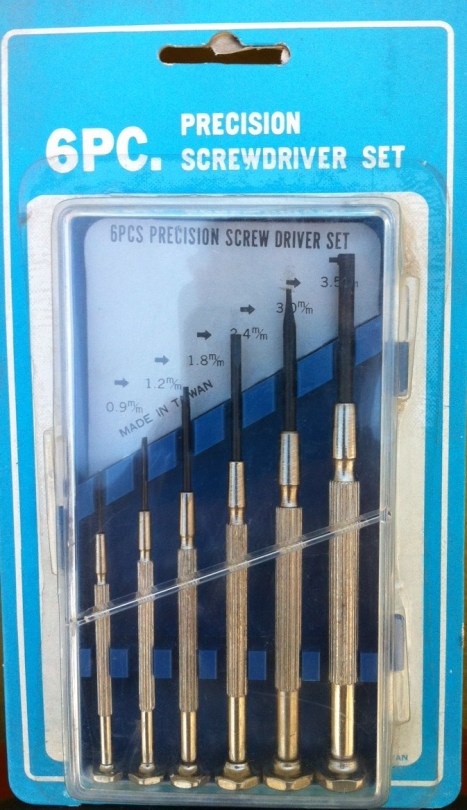 6PC. PRECISION
SCREWDRIVER SET
6PCS PRECISION SCREW DRIVER SET
3.5m/m
3.0m/m
2.4m/m
1.8m/m
1.2m/m
0.9m/m
MADE IN TAIWAN